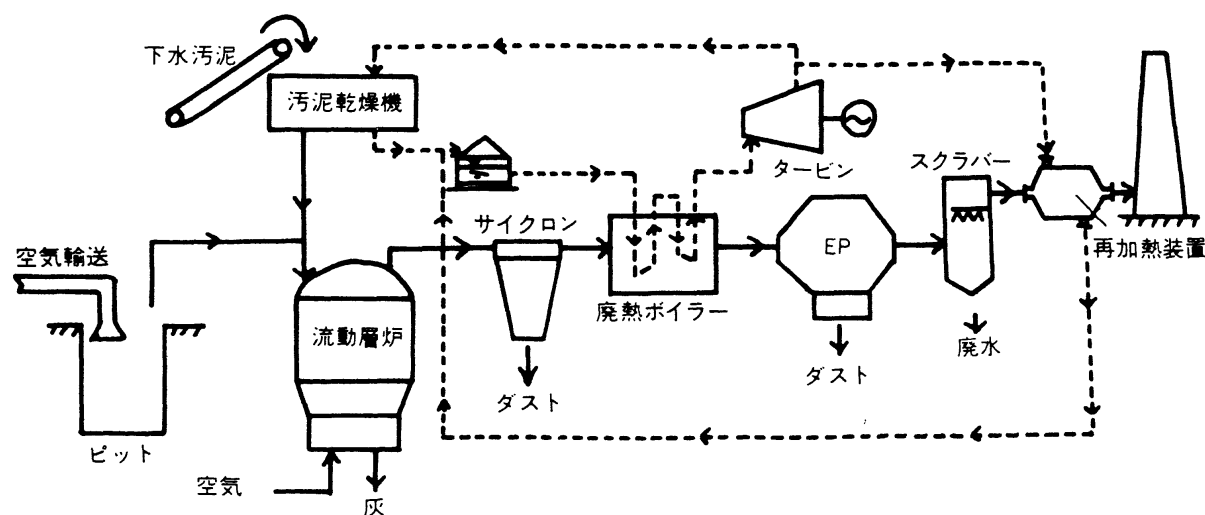 下水汚泥
汚泥乾燥機
タービン
スクラバー
サイクロン
空気輸送
EP
再加熱装置
廃熱ボイラー
流動層炉
廃水
ダスト
ダスト
ピット
空気
灰